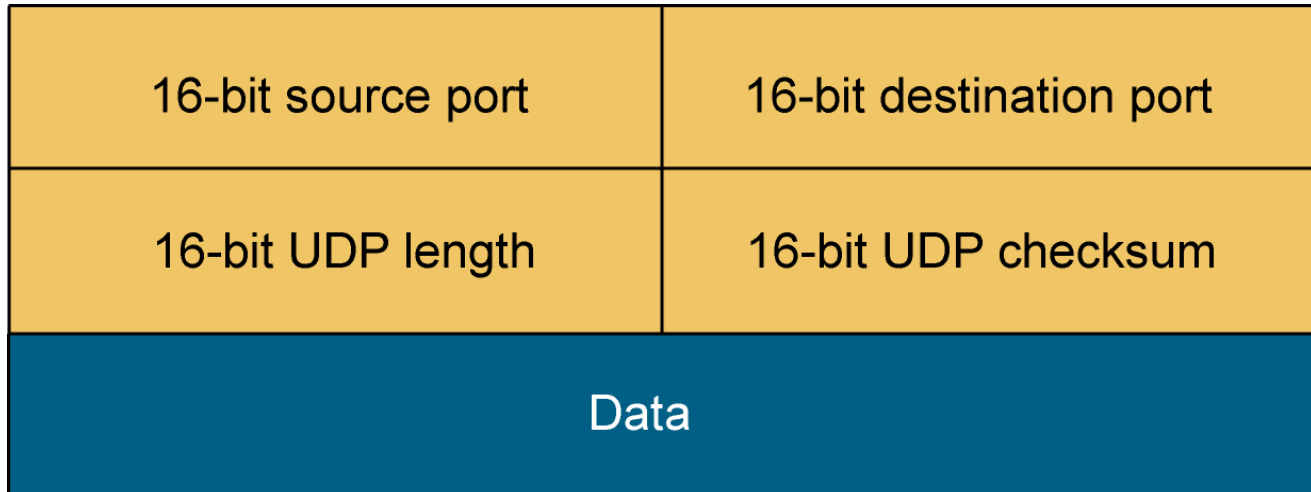 16-bit source port
16-bit destination port
16-bit UDP length
16-bit UDP checksum
Data